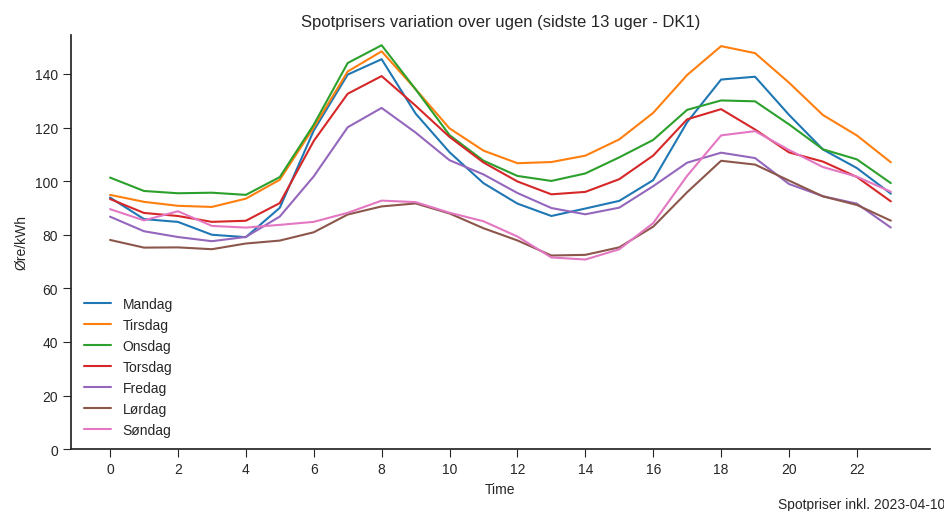 Spotprisers variation over ugen (sidste 13 uger - DK1)
Øre/kWh
140
120
100
80
60
40
20
0
Mandag
Tirsdag
Onsdag
Torsdag
Fredag
Lørdag
Søndag
0 2 4 6 8 10 12 14 16 18 20 22
Time
Spotpriser inkl. 2023-04-10